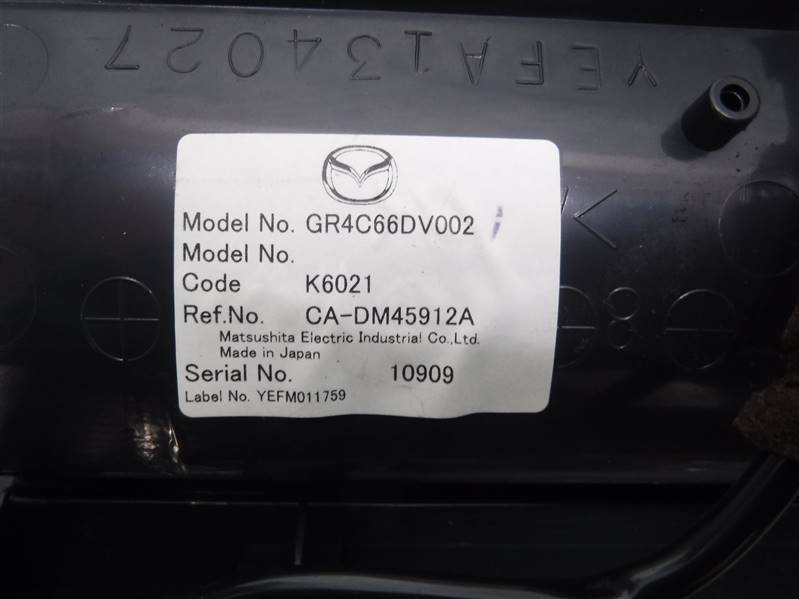 YEFA134027
Model No. GR4C66DV002
Model No.
Code K6021
Ref.No. CA-DM45912A
Matsushita Electric Industrial Co.,Ltd.
Made in Japan
Serial No. 10909
Label No. YEFM011759
8